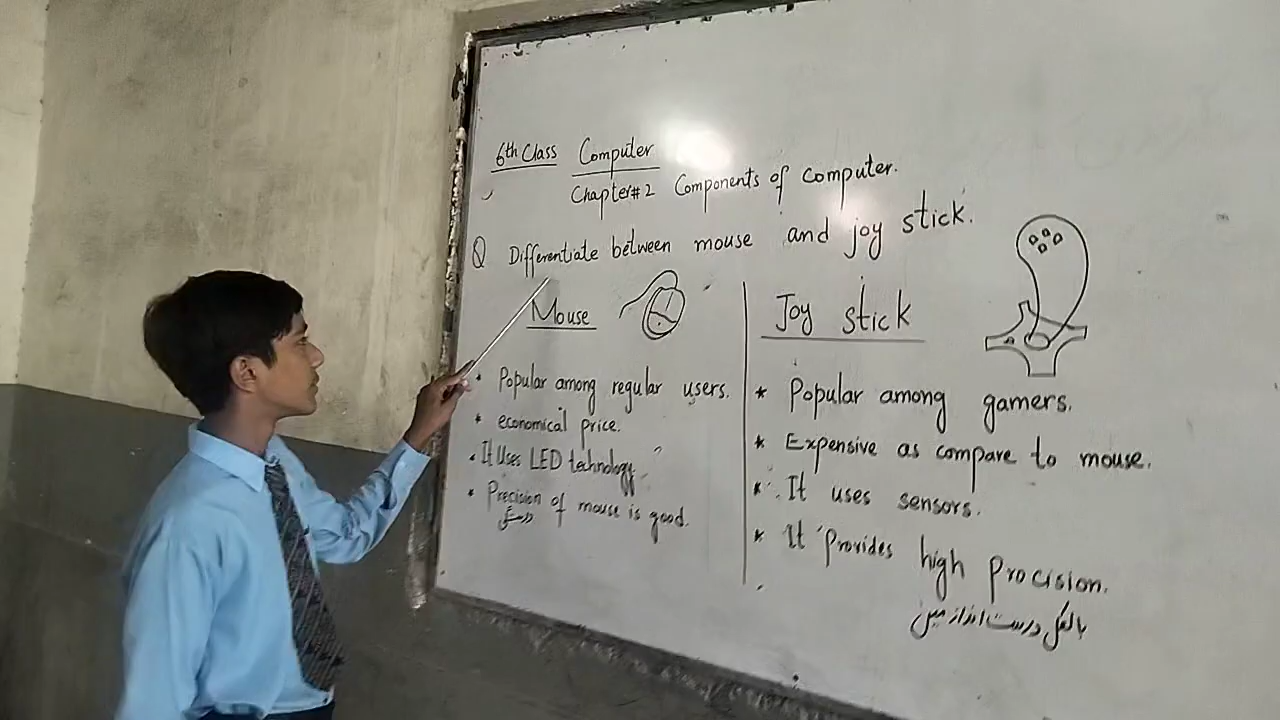 6th Class Computer
Chapter#2 Components of computer.
Q Differentiate between mouse and joy stick.
Mouse
* Popular among regular users.
* economical price.
• It Uses LED technology
* Precision of mouse is good.
درستگی
Joy stick
* Popular among gamers.
* Expensive as compare to mouse.
* It uses sensors.
* It Provides high Procision.
بالکل درست انداز میں